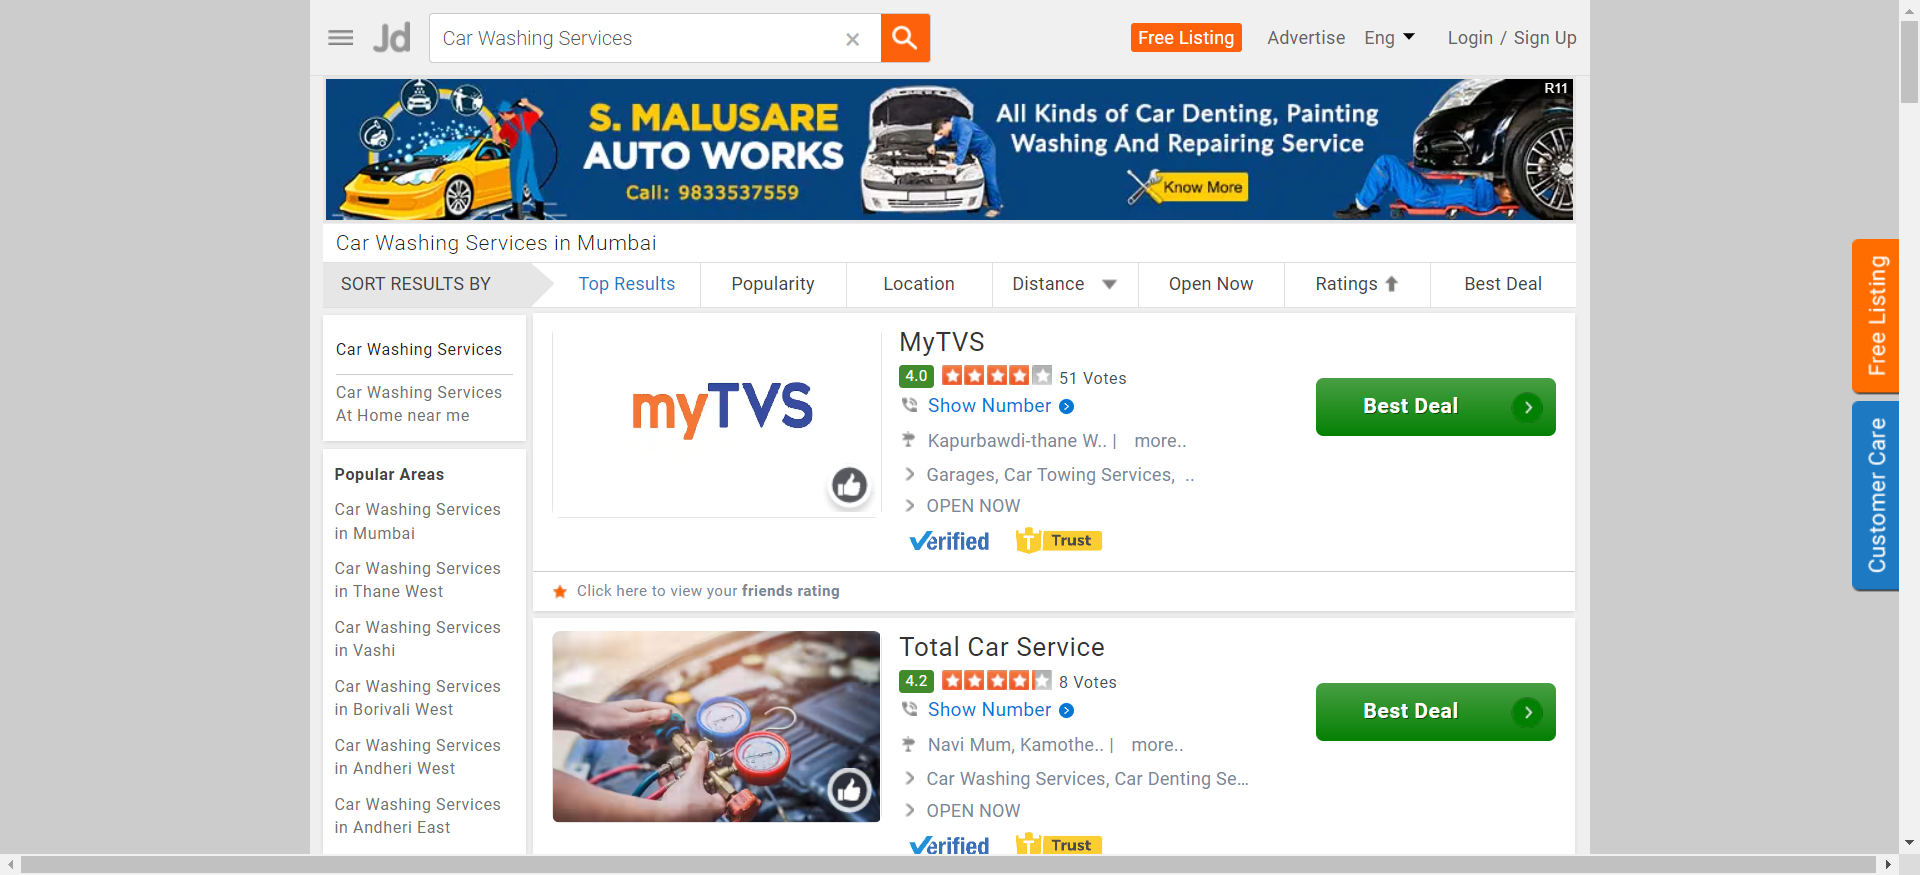 Jd
Car Washing Services
Free Listing
Advertise
Eng
Login / Sign Up
R11
S. MALUSARE
AUTO WORKS
Call: 9833537559
All Kinds of Car Denting, Painting
Washing And Repairing Service
Know More
Car Washing Services in Mumbai
SORT RESULTS BY
Top Results
Popularity
Location
Distance
Open Now
Ratings
Best Deal
Car Washing Services
Car Washing Services
At Home near me
Popular Areas
Car Washing Services
in Mumbai
Car Washing Services
in Thane West
Car Washing Services
in Vashi
Car Washing Services
in Borivali West
Car Washing Services
in Andheri West
Car Washing Services
in Andheri East
myTVS
MyTVS
4.0
51 Votes
Show Number
Kapurbawdi-thane W.. | more..
Garages, Car Towing Services, ..
OPEN NOW
Verified
T Trust
Best Deal
Click here to view your friends rating
Total Car Service
4.2
8 Votes
Show Number
Navi Mum, Kamothe.. | more..
Car Washing Services, Car Denting Se...
OPEN NOW
Verified
T Trust
Best Deal
Free Listing
Customer Care